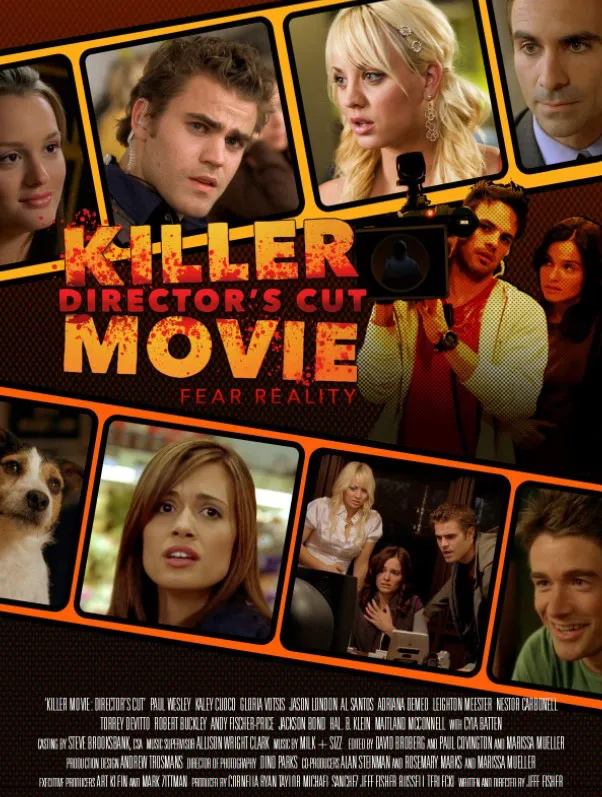 KILLER
DIRECTOR'S CUT
MOVIE
FEAR REALITY
'KILLER MOVIE: DIRECTOR'S CUT' PAUL WESLEY KALEY CUOCO GLORIA VOTSIS JASON LONDON AL SANTOS ADRIANA DEMEO LEIGHTON MEESTER NESTOR CARBONELL
TORREY DEVITTO ROBERT BUCKLEY ANDY FISCHER-PRICE JACKSON BOND HAL B. KLEIN MAITLAND MCCONNELL with CYIA BATTEN
CASTING BY STEVE BROOKSBANK, CSA MUSIC SUPERVISOR ALLISON WRIGHT CLARK MUSIC BY MILK + SIZZ EDITED BY DAVID BROBERG AND PAUL COVINGTON AND MARISSA MUELLER
PRODUCTION DESIGN ANDREW TROSMANS DIRECTOR OF PHOTOGRAPHY DINO PARKS CO-PRODUCERS ALAN STEINMAN AND ROSEMARY MARKS AND MARISSA MUELLER
EXECUTIVE PRODUCERS ART KLEIN AND MARK ZITTMAN PRODUCED BY CORNELIA RYAN TAYLOR MICHAEL SANCHEZ JEFF FISHER RUSSELL TERLECKI WRITTEN AND DIRECTED BY JEFF FISHER